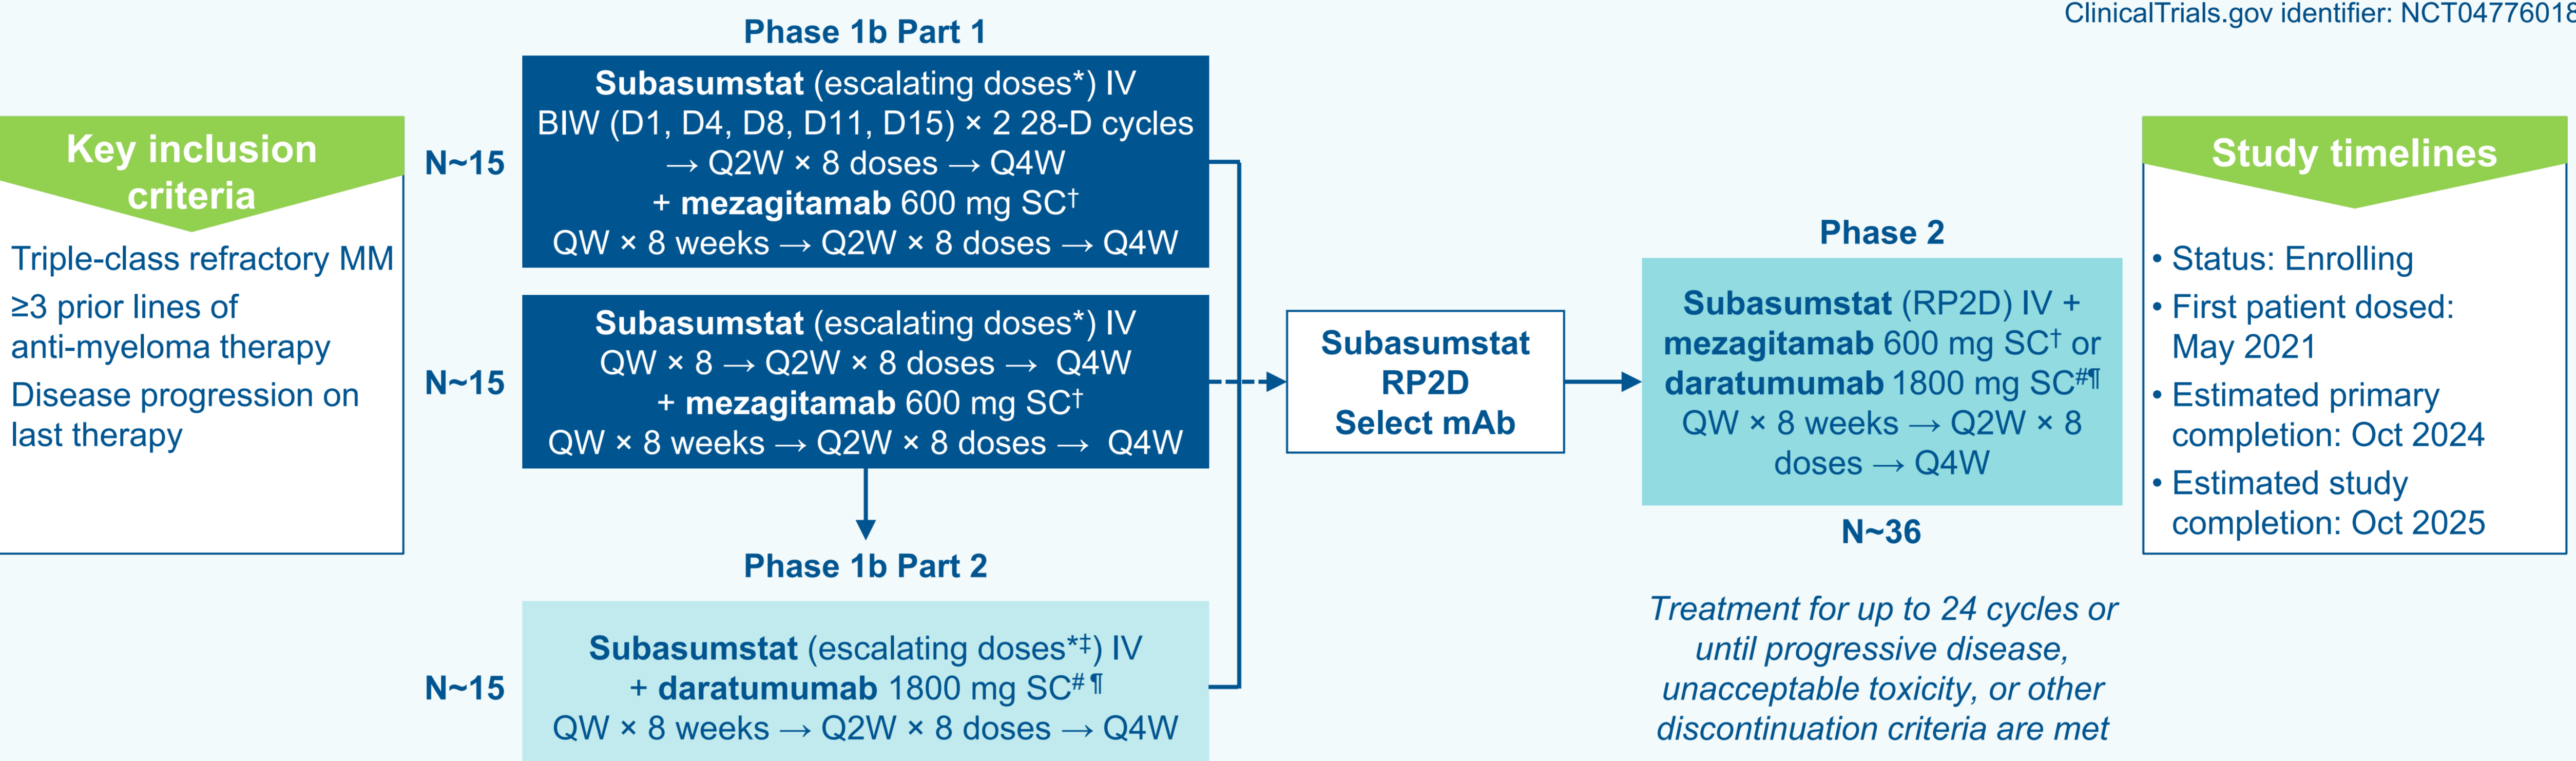 ClinicalTrials.gov identifier: NCT04776018
Key inclusion
criteria
Triple-class refractory MM
≥3 prior lines of
anti-myeloma therapy
Disease progression on
last therapy
Phase 1b Part 1
N~15
Subasumstat (escalating doses*) IV
BIW (D1, D4, D8, D11, D15) × 2 28-D cycles
→ Q2W × 8 doses → Q4W
+ mezagitamab 600 mg SC†
QW × 8 weeks → Q2W × 8 doses → Q4W
N~15
Subasumstat (escalating doses*) IV
QW × 8 → Q2W × 8 doses → Q4W
+ mezagitamab 600 mg SC†
QW × 8 weeks → Q2W × 8 doses → Q4W
Phase 1b Part 2
N~15
Subasumstat (escalating doses*‡) IV
+ daratumumab 1800 mg SC# ¶
QW × 8 weeks → Q2W × 8 doses → Q4W
Subasumstat
RP2D
Select mAb
Phase 2
Subasumstat (RP2D) IV +
mezagitamab 600 mg SC† or
daratumumab 1800 mg SC#¶
QW × 8 weeks → Q2W × 8
doses → Q4W
N~36
Treatment for up to 24 cycles or
until progressive disease,
unacceptable toxicity, or other
discontinuation criteria are met
Study timelines
• Status: Enrolling
• First patient dosed:
May 2021
• Estimated primary
completion: Oct 2024
• Estimated study
completion: Oct 2025